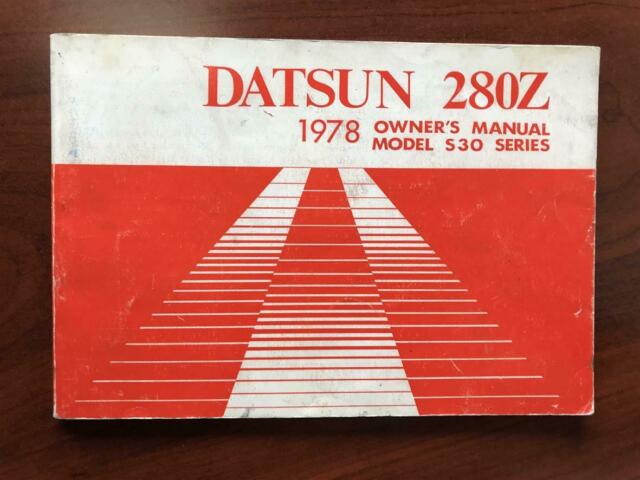 DATSUN 280Z
1978 OWNER'S MANUAL
MODEL S30 SERIES